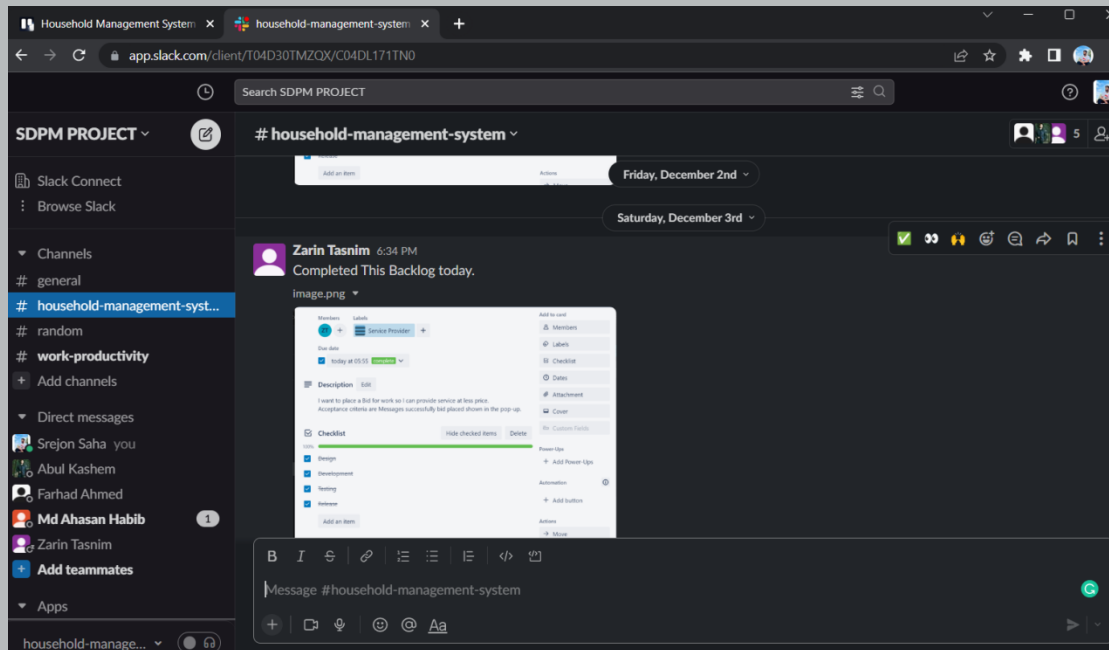 Household Management System
household-management-system
app.slack.com/client/T04D30TMZQX/C04DL171TN0
Search SDPM PROJECT
SDPM PROJECT
# household-management-system
5
Add an item
Actions
Friday, December 2nd
Saturday, December 3rd
Slack Connect
Browse Slack
Channels
# general
# household-management-syst...
# random
# work-productivity
+ Add channels
Direct messages
Srejon Saha you
Abul Kashem
Farhad Ahmed
Md Ahasan Habib 1
Zarin Tasnim
+ Add teammates
Apps
household-manage...
Zarin Tasnim 6:34 PM
Completed This Backlog today.
image.png
Members Labels
Service Provider
Due date
today at 05:55 complete
Description Edit
I want to place a Bid for work so I can provide service at less price.
Acceptance criteria are Messages successfully bid placed shown in the pop-up.
Checklist Hide checked items Delete
100%
Design
Development
Testing
Release
Add an item
Add to card
Members
Labels
Checklist
Dates
Attachment
Cover
Custom Fields
Power-Ups
+ Add Power-Ups
Automation
+ Add button
Actions
Move
B I S
Message #household-management-system
Aa